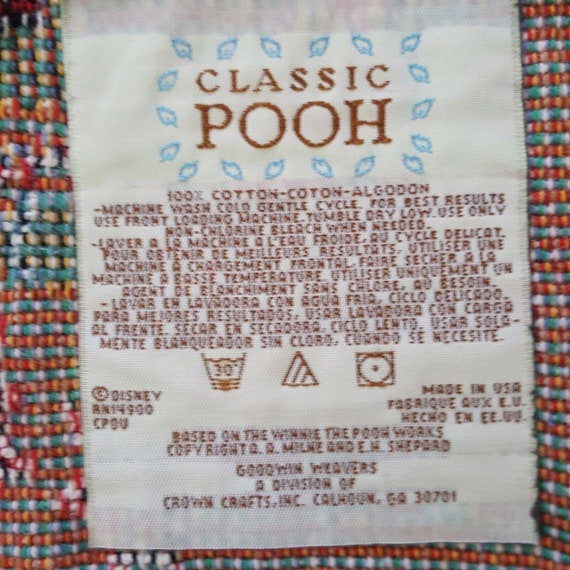 CLASSIC
POOH
100% COTTON-COTON-ALGODON
-MACHINE WASH COLD GENTLE CYCLE. FOR BEST RESULTS
USE FRONT LOADING MACHINE. TUMBLE DRY LOW. USE ONLY
NON-CHLORINE BLEACH WHEN NEEDED.
-LAVER A LA MACHINE A L'EAU FROIDE, AU CYCLE DELICAT.
POUR OBTENIR DE MEILLERS RESULTATS: UTILISER UNE
MACHINE A CHARGEMENT FRONTAL. FAIRE SECHER A LA
MACHINE A BASSE TEMPERATURE. UTILISER UNIQUEMENT UN
AGENT DE BLANCHIMENT SANS CHLORE, AU BESOIN.
- LAVAR EN LAVADORA CON AGUA FRIA, CICLO DELICADO.
PARA MEJORES RESULTADOS, USAR LAVADORA CON CARGA
AL FRENTE. SECAR EN SECADORA, CICLO LENTO. USAR SOLA-
MENTE BLANQUEADOR SIN CLORO, CUANDO SE NECESITE.
30°
©DISNEY
RN14900
CPDU
MADE IN USA
FABRIQUE AUX E.U.
HECHO EN EE.UU.
BASED ON THE WINNIE THE POOH WORKS
COPYRIGHT A. A. MILNE AND E.H. SHEPARD
GOODWIN WEAVERS
A DIVISION OF
CROWN CRAFTS, INC. CALHOUN, GA 30701